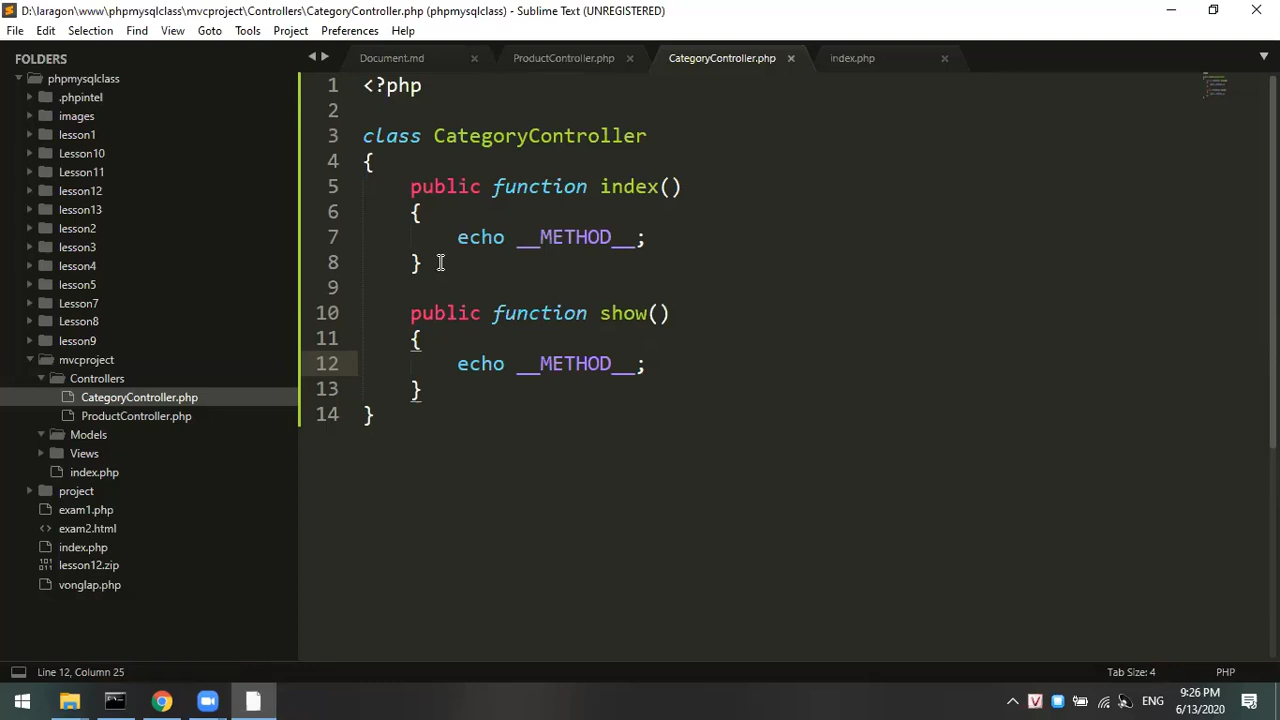 D:\laragon\www\phpmysqlclass\mvcproject\Controllers\CategoryController.php (phpmysqlclass) - Sublime Text (UNREGISTERED)
File Edit Selection Find View Goto Tools Project Preferences Help
FOLDERS
phpmysqlclass
.phpintel
images
lesson1
Lesson10
Lesson11
lesson12
lesson13
lesson2
lesson3
lesson4
lesson5
Lesson7
Lesson8
lesson9
mvcproject
Controllers
CategoryController.php
ProductController.php
Models
Views
index.php
project
exam1.php
exam2.html
index.php
lesson12.zip
vonglap.php
Document.md ProductController.php CategoryController.php index.php
1 <?php
2
3 class CategoryController
4 {
5 public function index()
6 {
7 echo __METHOD__;
8 }
9
10 public function show()
11 {
12 echo __METHOD__;
13 }
14 }
Line 12, Column 25 Tab Size: 4 PHP
ENG
9:26 PM
6/13/2020